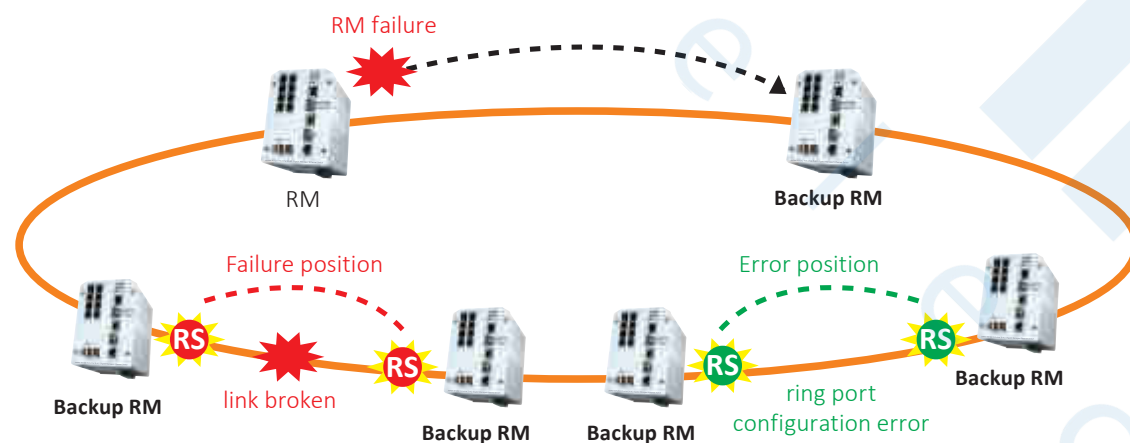 RM failure
RM
Backup RM
Failure position
Error position
RS
RS
RS
RS
link broken
ring port
configuration error
Backup RM
Backup RM
Backup RM
Backup RM